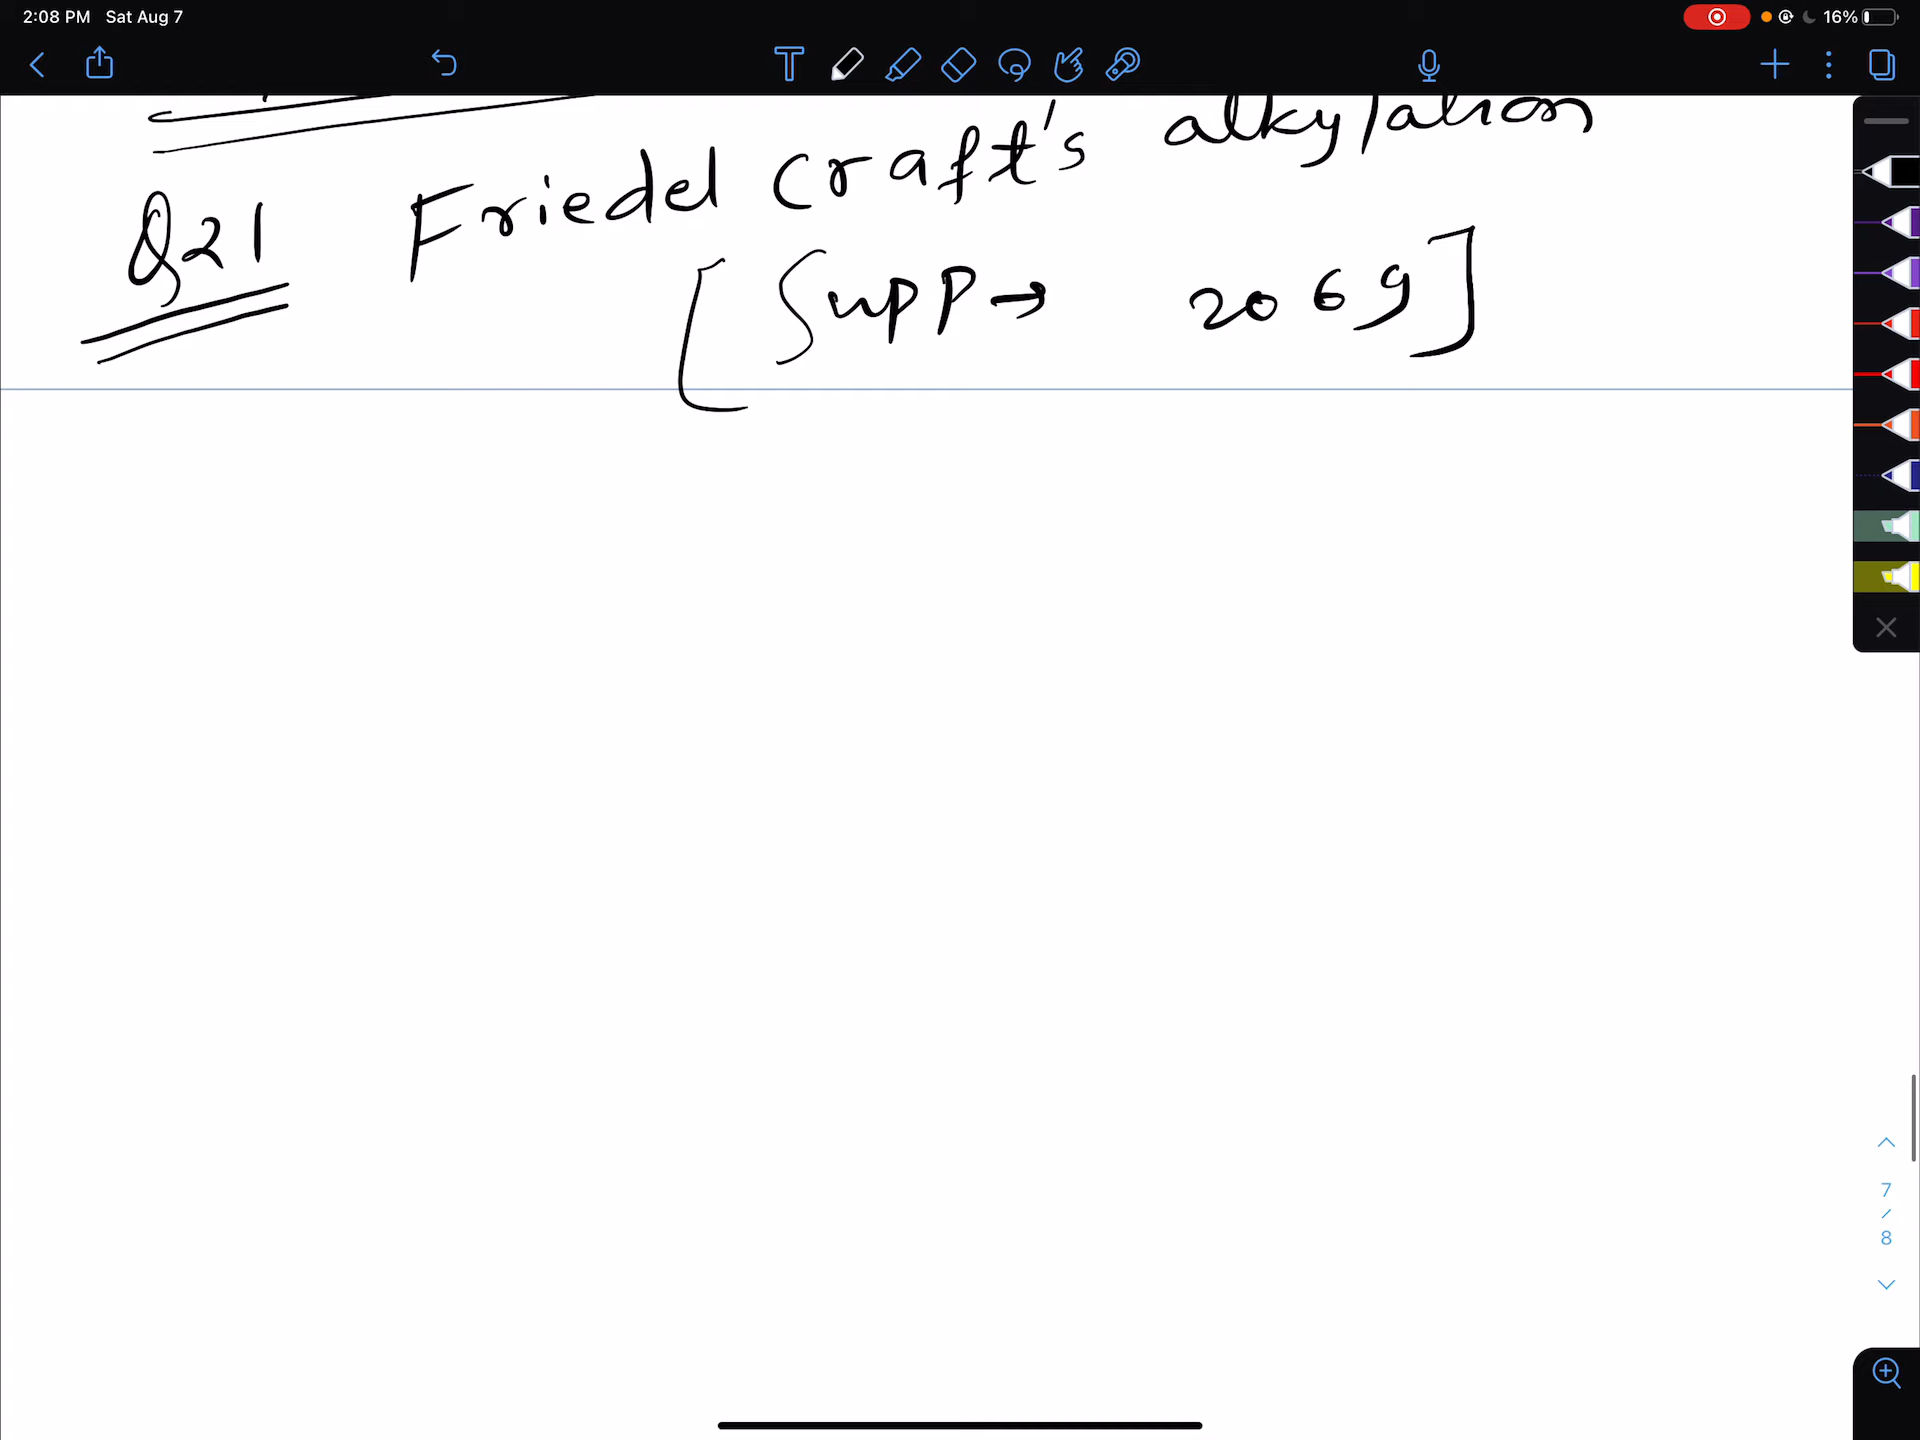 2:08 PM Sat Aug 7
16%
Q21 Friedel craft's alkylation
[Supp → 2069]
7
/
8